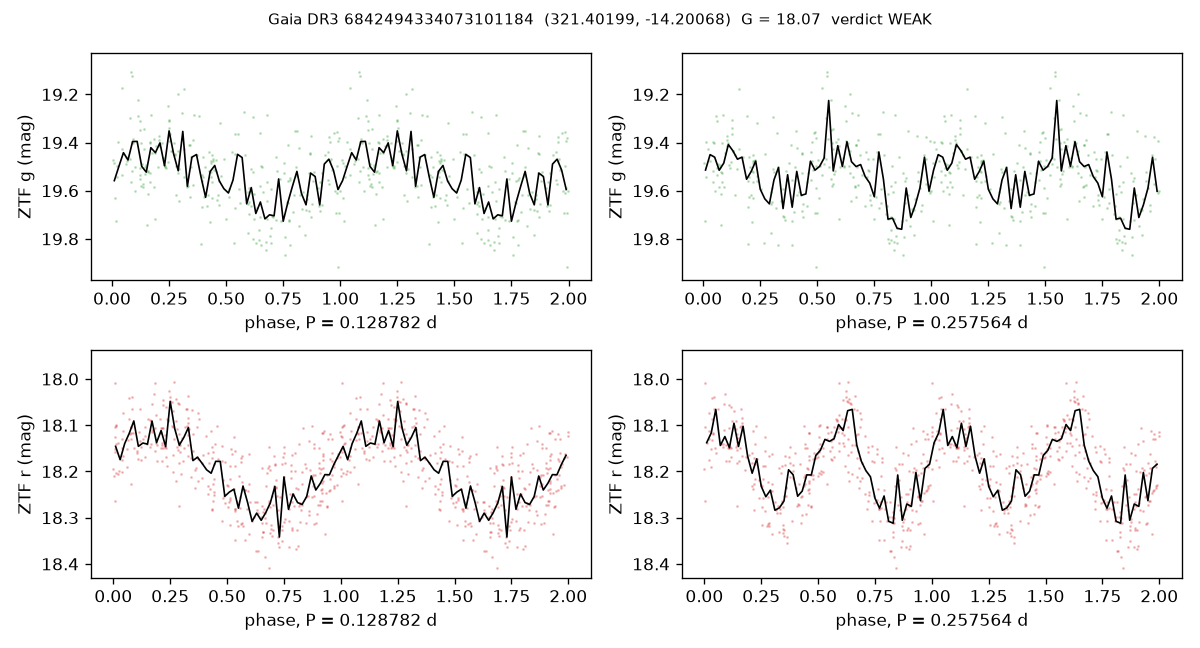 Gaia DR3 6842494334073101184 (321.40199, -14.20068) G = 18.07 verdict WEAK
ZTF g (mag)
19.2
19.4
19.6
19.8
0.00 0.25 0.50 0.75 1.00 1.25 1.50 1.75 2.00
phase, P = 0.128782 d
ZTF g (mag)
19.2
19.4
19.6
19.8
0.00 0.25 0.50 0.75 1.00 1.25 1.50 1.75 2.00
phase, P = 0.257564 d
ZTF r (mag)
18.0
18.1
18.2
18.3
18.4
0.00 0.25 0.50 0.75 1.00 1.25 1.50 1.75 2.00
phase, P = 0.128782 d
ZTF r (mag)
18.0
18.1
18.2
18.3
18.4
0.00 0.25 0.50 0.75 1.00 1.25 1.50 1.75 2.00
phase, P = 0.257564 d